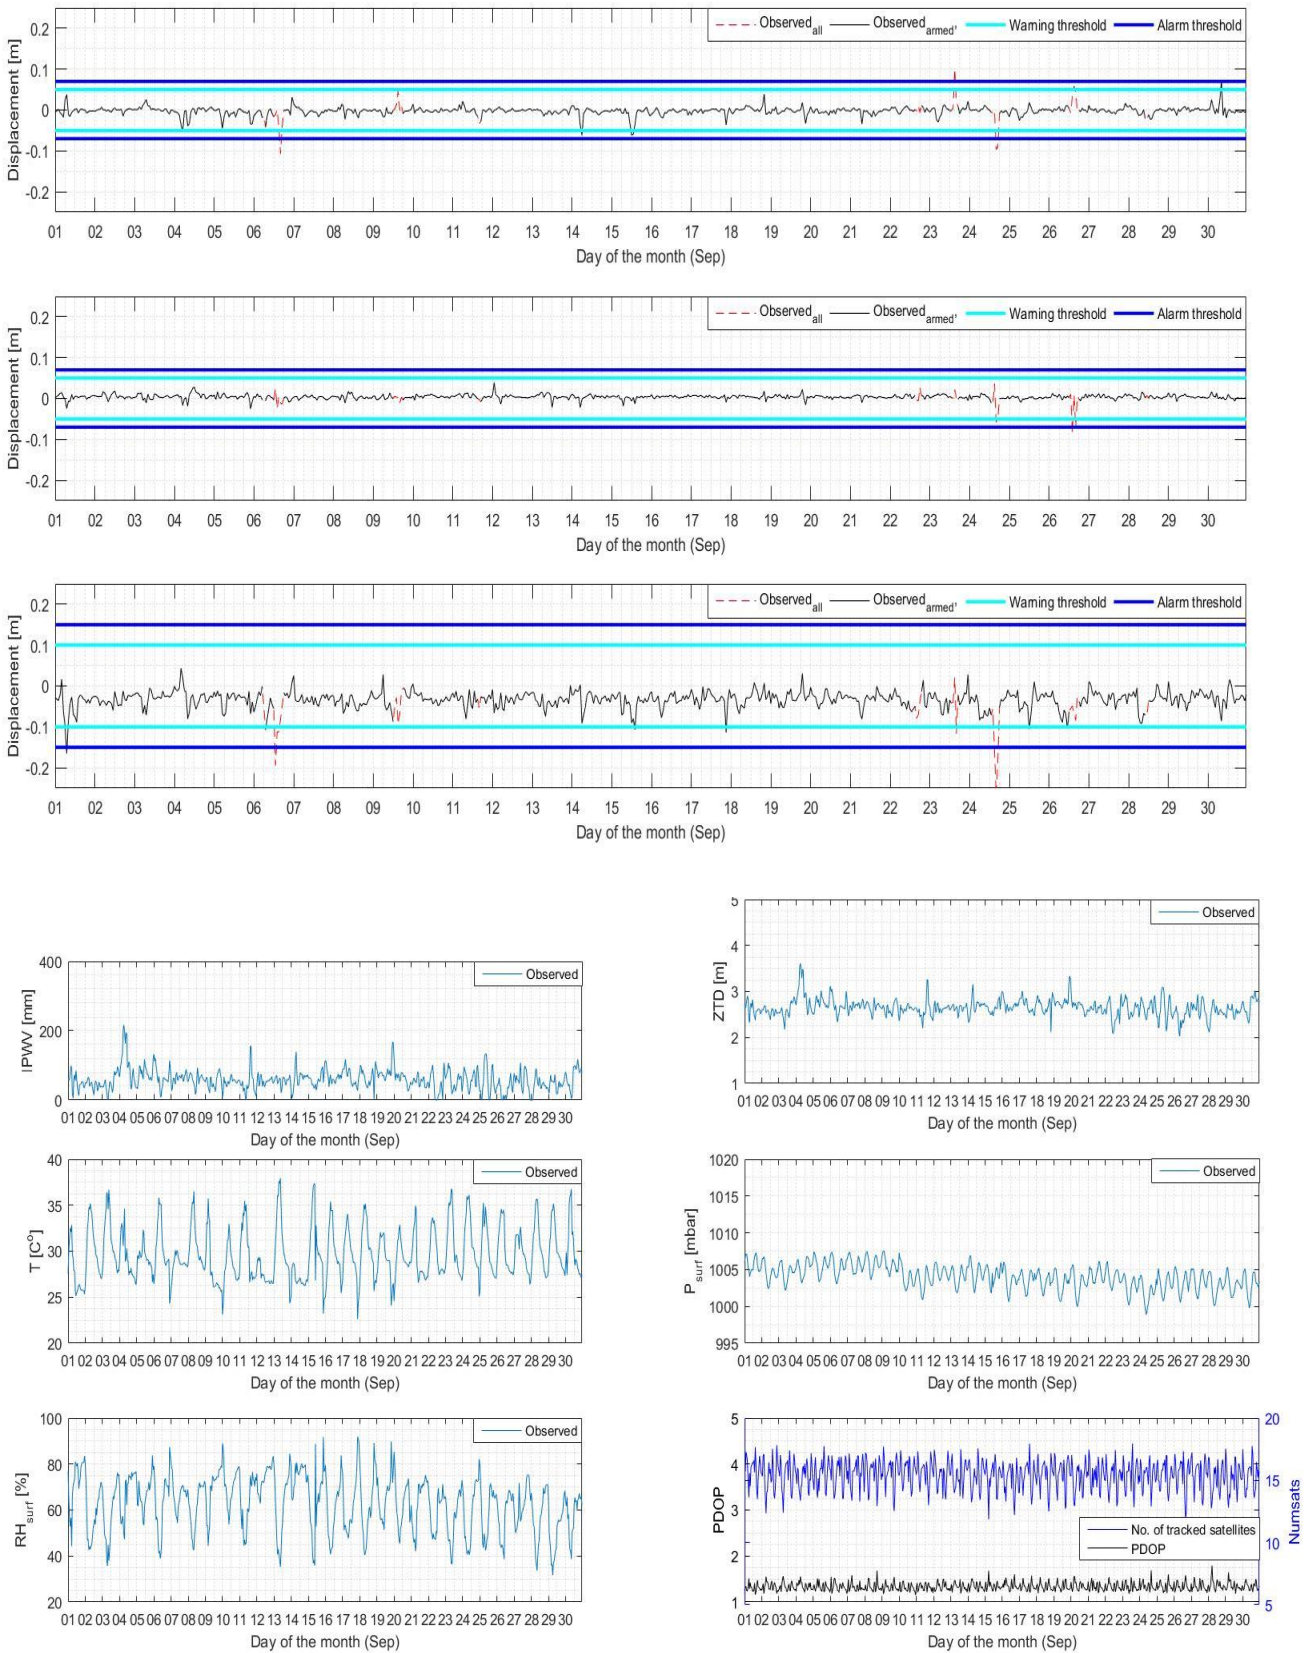 0.2
0.1
0
-0.1
-0.2
Displacement [m]
Observed all Observed armed' Warning threshold Alarm threshold
01 02 03 04 05 06 07 08 09 10 11 12 13 14 15 16 17 18 19 20 21 22 23 24 25 26 27 28 29 30
Day of the month (Sep)
0.2
0.1
0
-0.1
-0.2
Displacement [m]
Observed all Observed armed' Warning threshold Alarm threshold
01 02 03 04 05 06 07 08 09 10 11 12 13 14 15 16 17 18 19 20 21 22 23 24 25 26 27 28 29 30
Day of the month (Sep)
0.2
0.1
0
-0.1
-0.2
Displacement [m]
Observed all Observed armed' Warning threshold Alarm threshold
01 02 03 04 05 06 07 08 09 10 11 12 13 14 15 16 17 18 19 20 21 22 23 24 25 26 27 28 29 30
Day of the month (Sep)
400
200
0
IPWV [mm]
Observed
01 02 03 04 05 06 07 08 09 10 11 12 13 14 15 16 17 18 19 20 21 22 23 24 25 26 27 28 29 30
Day of the month (Sep)
5
4
3
2
1
ZTD [m]
Observed
01 02 03 04 05 06 07 08 09 10 11 12 13 14 15 16 17 18 19 20 21 22 23 24 25 26 27 28 29 30
Day of the month (Sep)
40
35
30
25
20
T [C°]
Observed
01 02 03 04 05 06 07 08 09 10 11 12 13 14 15 16 17 18 19 20 21 22 23 24 25 26 27 28 29 30
Day of the month (Sep)
1020
1015
1010
1005
1000
995
P surf [mbar]
Observed
01 02 03 04 05 06 07 08 09 10 11 12 13 14 15 16 17 18 19 20 21 22 23 24 25 26 27 28 29 30
Day of the month (Sep)
100
80
60
40
20
RH surf [%]
Observed
01 02 03 04 05 06 07 08 09 10 11 12 13 14 15 16 17 18 19 20 21 22 23 24 25 26 27 28 29 30
Day of the month (Sep)
5
4
3
2
1
PDOP
20
15
10
5
Numsats
No. of tracked satellites
PDOP
01 02 03 04 05 06 07 08 09 10 11 12 13 14 15 16 17 18 19 20 21 22 23 24 25 26 27 28 29 30
Day of the month (Sep)